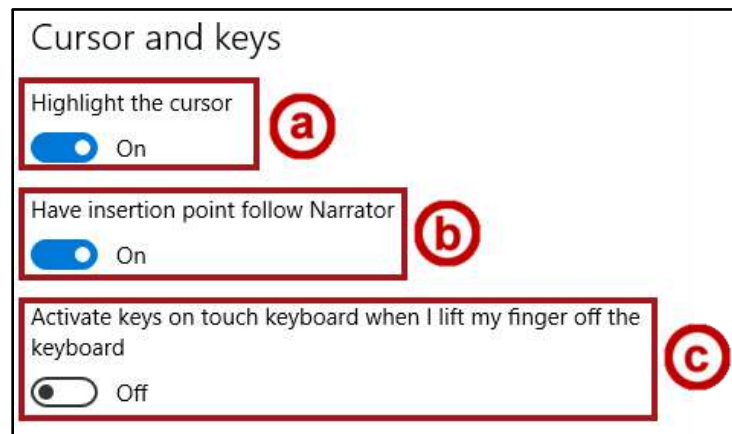 Cursor and keys
Highlight the cursor
On
a
Have insertion point follow Narrator
On
b
Activate keys on touch keyboard when I lift my finger off the
keyboard
Off
c